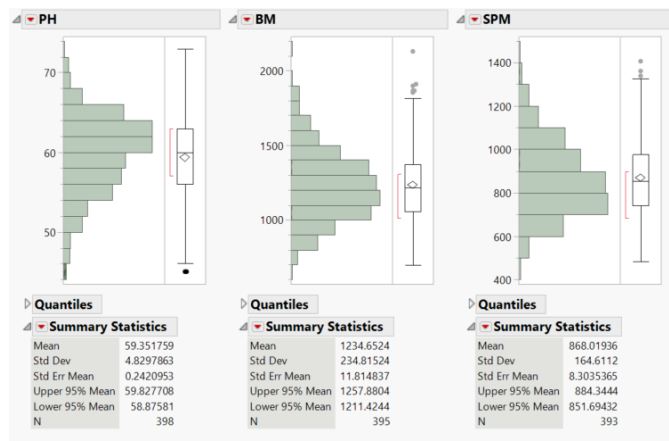 PH
70
60
50
Quantiles
Summary Statistics
Mean 59.351759
Std Dev 4.8297863
Std Err Mean 0.2420953
Upper 95% Mean 59.827708
Lower 95% Mean 58.87581
N 398
BM
2000
1500
1000
Quantiles
Summary Statistics
Mean 1234.6524
Std Dev 234.81524
Std Err Mean 11.814837
Upper 95% Mean 1257.8804
Lower 95% Mean 1211.4244
N 395
SPM
1400
1200
1000
800
600
400
Quantiles
Summary Statistics
Mean 868.01936
Std Dev 164.6112
Std Err Mean 8.3035365
Upper 95% Mean 884.3444
Lower 95% Mean 851.69432
N 393